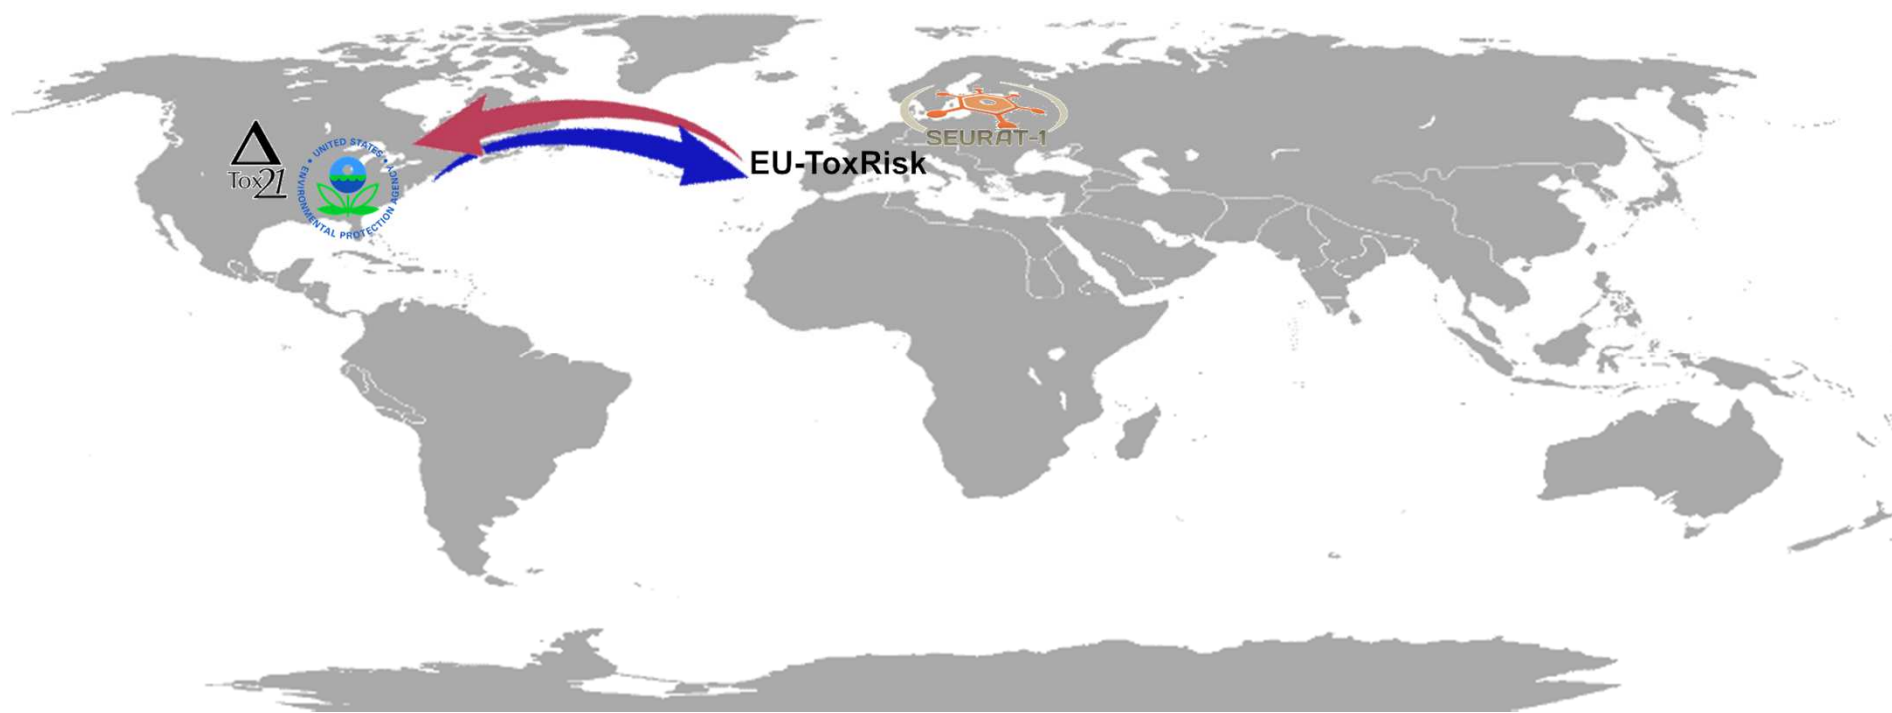 Δ
Tox21
UNITED STATES • ENVIRONMENTAL PROTECTION AGENCY •
EU-ToxRisk
SEURAT-1